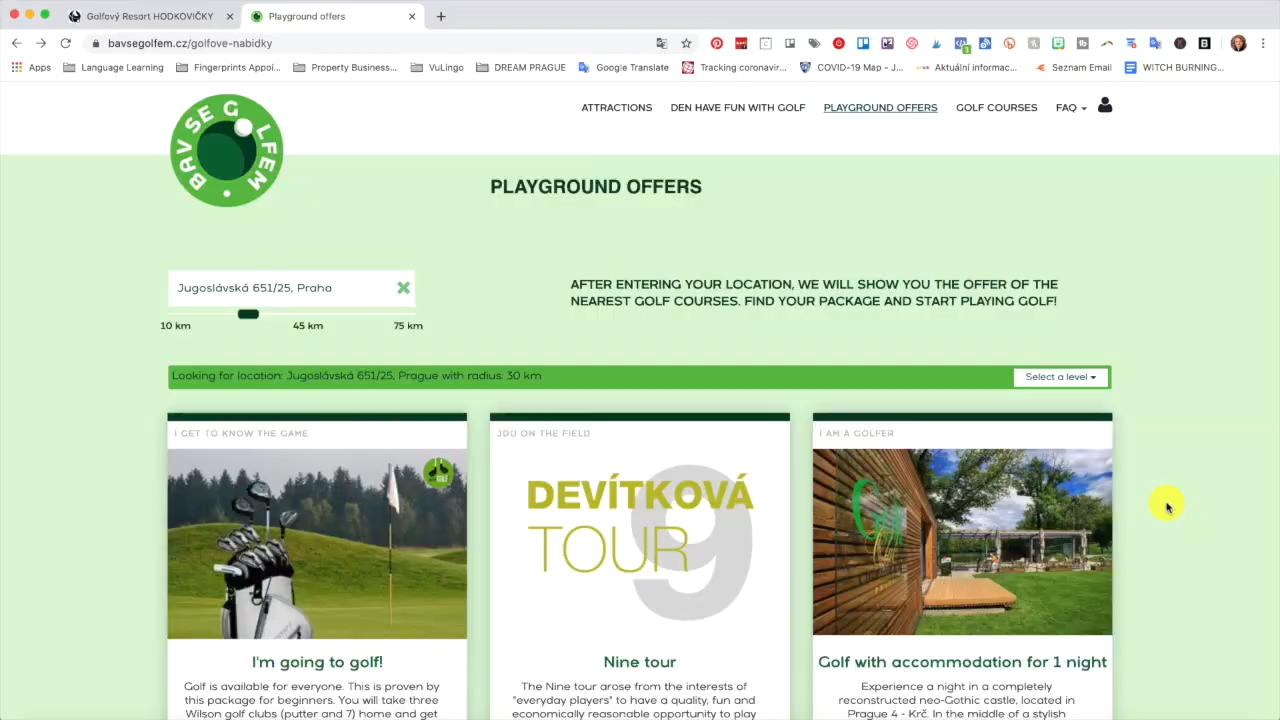 Golfový Resort HODKOVIČKY
Playground offers
bavsegolfem.cz/golfove-nabidky
Apps
Language Learning
Fingerprints Appoi...
Property Business...
VuLingo
DREAM PRAGUE
Google Translate
Tracking coronavir...
COVID-19 Map - J...
Aktuální informac...
Seznam Email
WITCH BURNING...
BAV SE G LFEM
ATTRACTIONS
DEN HAVE FUN WITH GOLF
PLAYGROUND OFFERS
GOLF COURSES
FAQ
PLAYGROUND OFFERS
Jugoslávská 651/25, Praha
10 km
45 km
75 km
AFTER ENTERING YOUR LOCATION, WE WILL SHOW YOU THE OFFER OF THE
NEAREST GOLF COURSES. FIND YOUR PACKAGE AND START PLAYING GOLF!
Looking for location: Jugoslávská 651/25, Prague with radius: 30 km
Select a level
I GET TO KNOW THE GAME
I'm going to golf!
Golf is available for everyone. This is proven by
this package for beginners. You will take three
Wilson golf clubs (putter and 7) home and get
JDU ON THE FIELD
DEVÍTKOVÁ
TOUR
9
Nine tour
The Nine tour arose from the interests of
"everyday players" to have a quality, fun and
economically reasonable opportunity to play
I AM A GOLFER
Golf with accommodation for 1 night
Experience a night in a completely
reconstructed neo-Gothic castle, located in
Prague 4 - Krč. In the middle of a stylish